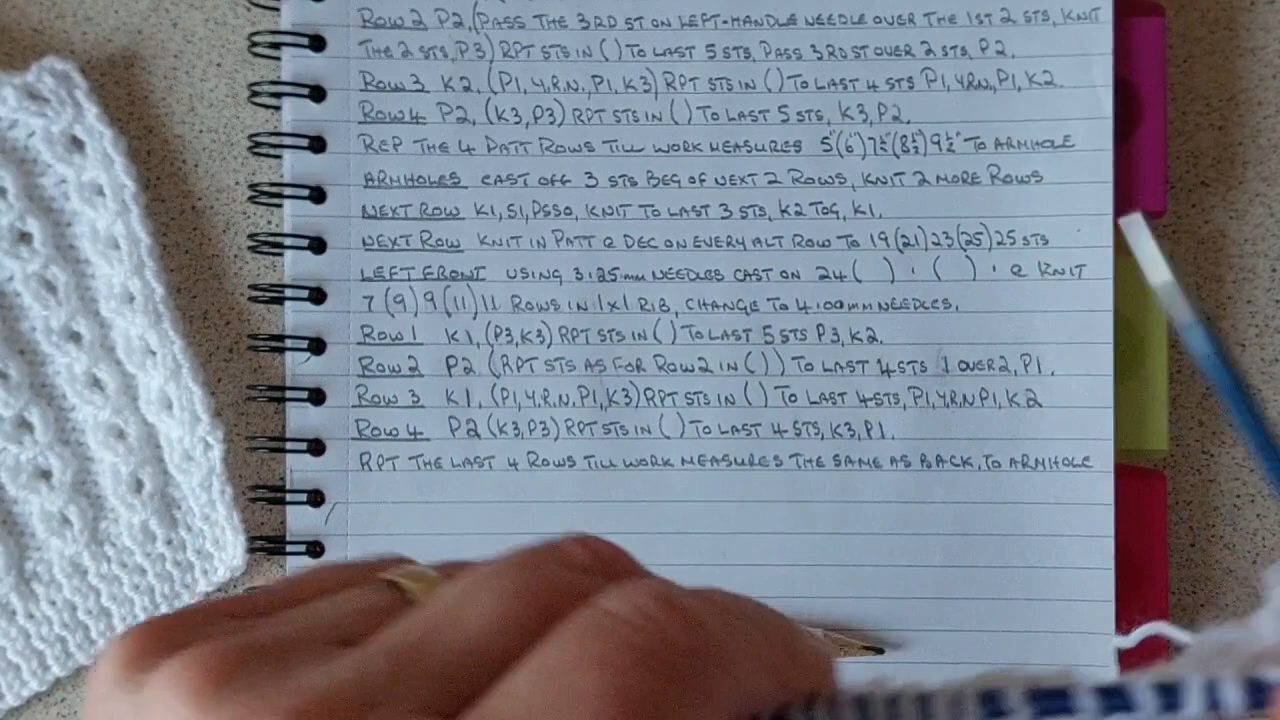 Row 2 P2, (PASS THE 3RD ST ON LEFT-HANDLE NEEDLE OVER THE 1ST 2 STS, KNIT
THE 2 STS, P3) RPT STS IN ( ) TO LAST 5 STS, PASS 3RD ST OVER 2 STS, P2.
Row 3 K2, (P1, Y.R.N., P1, K3) RPT STS IN ( ) TO LAST 4 STS P1, YRN, P1, K2.
Row 4 P2, (K3, P3) RPT STS IN ( ) TO LAST 5 STS, K3, P2.
REP THE 4 PATT ROWS TILL WORK MEASURES 5"(6")7½"(8½")9½" TO ARMHOLE
ARMHOLES CAST OFF 3 STS BEG OF NEXT 2 ROWS, KNIT 2 MORE ROWS
NEXT ROW K1, S1, PSSO, KNIT TO LAST 3 STS, K2 TOG, K1.
NEXT ROW KNIT IN PATT & DEC ON EVERY ALT ROW TO 19(21)23(25)25 STS
LEFT FRONT USING 3.25mm NEEDLES CAST ON 24 ( ) . ( ) . & KNIT
7(9)9(11)11 ROWS IN 1x1 RIB, CHANGE TO 4.00mm NEEDLES.
Row 1 K1, (P3, K3) RPT STS IN ( ) TO LAST 5 STS P3, K2.
Row 2 P2 (RPT STS AS FOR ROW 2 IN ( )) TO LAST 4 STS 1 OVER 2, P1.
Row 3 K1, (P1, Y.R.N, P1, K3) RPT STS IN ( ) TO LAST 4 STS, P1, Y.R.N P1, K2
Row 4 P2 (K3, P3) RPT STS IN ( ) TO LAST 4 STS, K3, P1.
RPT THE LAST 4 ROWS TILL WORK MEASURES THE SAME AS BACK, TO ARMHOLE